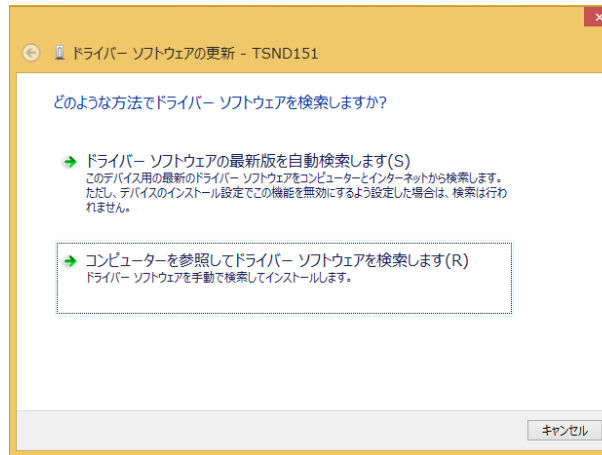 ドライバー ソフトウェアの更新 - TSND151
どのような方法でドライバー ソフトウェアを検索しますか?
ドライバー ソフトウェアの最新版を自動検索します(S)
このデバイス用の最新のドライバー ソフトウェアをコンピューターとインターネットから検索します。
ただし、デバイスのインストール設定でこの機能を無効にするよう設定した場合は、検索は行わ
れません。
コンピューターを参照してドライバー ソフトウェアを検索します(R)
ドライバー ソフトウェアを手動で検索してインストールします。
キャンセル